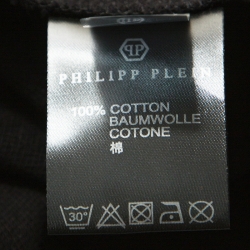 PHILIPP PLEIN
100% COTTON
BAUMWOLLE
COTONE
棉
30°